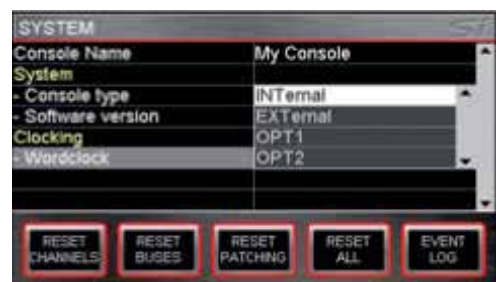 SYSTEM
Console Name My Console
System
- Console type INTernal
- Software version EXTernal
Clocking OPT1
- Wordclock OPT2
RESET CHANNELS
RESET BUSES
RESET PATCHING
RESET ALL
EVENT LOG